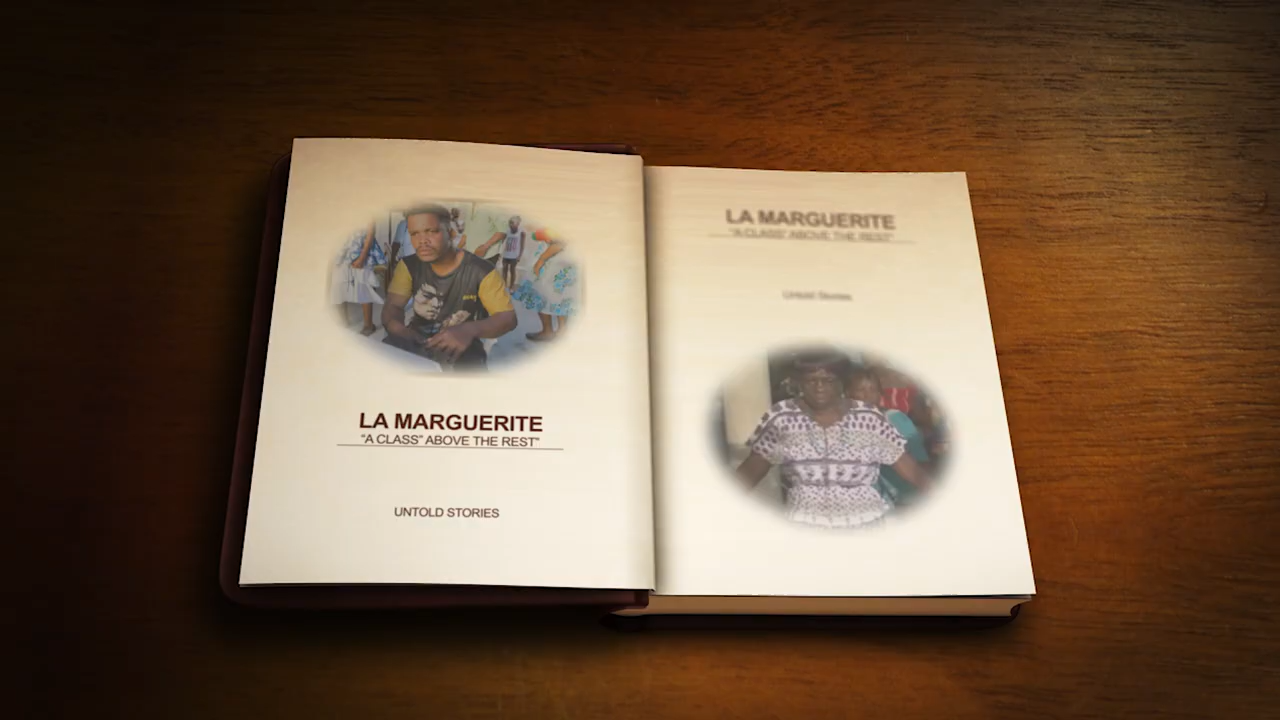 LA MARGUERITE
"A CLASS" ABOVE THE REST"
UNTOLD STORIES
LA MARGUERITE
"A CLASS" ABOVE THE REST"
Untold Stories